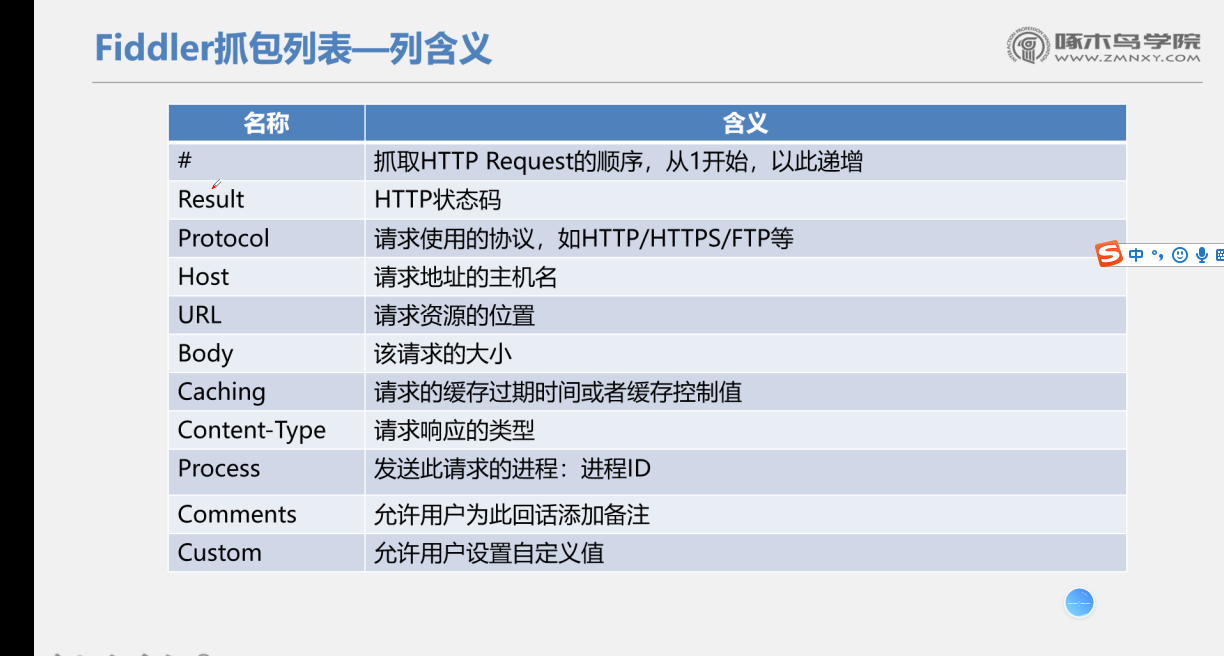 Fiddler抓包列表—列含义
啄木鸟学院
WWW.ZMNXY.COM
名称 含义
# 抓取HTTP Request的顺序，从1开始，以此递增
Result HTTP状态码
Protocol 请求使用的协议，如HTTP/HTTPS/FTP等
Host 请求地址的主机名
URL 请求资源的位置
Body 该请求的大小
Caching 请求的缓存过期时间或者缓存控制值
Content-Type 请求响应的类型
Process 发送此请求的进程：进程ID
Comments 允许用户为此回话添加备注
Custom 允许用户设置自定义值
中